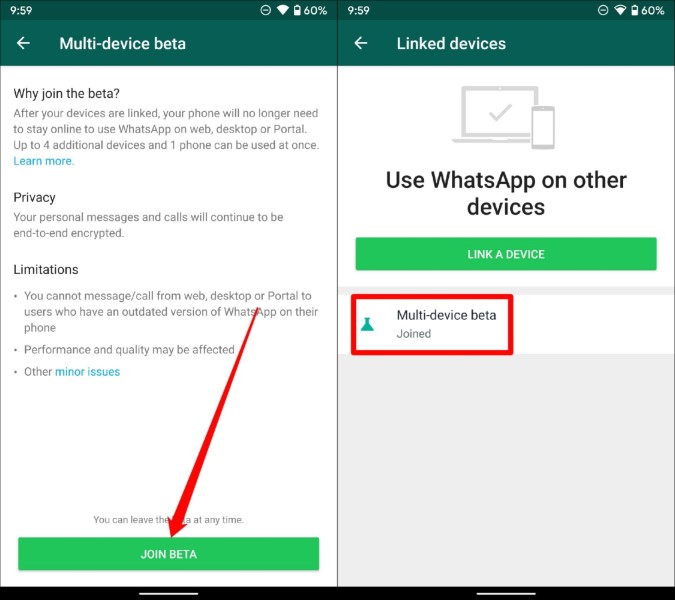 9:59
60%
Multi-device beta
Why join the beta?
After your devices are linked, your phone will no longer need
to stay online to use WhatsApp on web, desktop or Portal.
Up to 4 additional devices and 1 phone can be used at once.
Learn more.
Privacy
Your personal messages and calls will continue to be
end-to-end encrypted.
Limitations
• You cannot message/call from web, desktop or Portal to
users who have an outdated version of WhatsApp on their
phone
• Performance and quality may be affected
• Other minor issues
You can leave the beta at any time.
JOIN BETA
9:59
60%
Linked devices
Use WhatsApp on other
devices
LINK A DEVICE
Multi-device beta
Joined